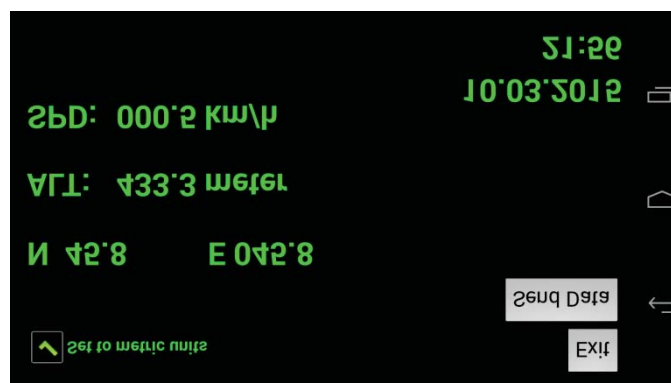 Set to metric units
Exit
Send Data
N 45.8 E 045.8
ALT: 433.3 meter
SPD: 000.5 km/h
10.03.2015
21:56